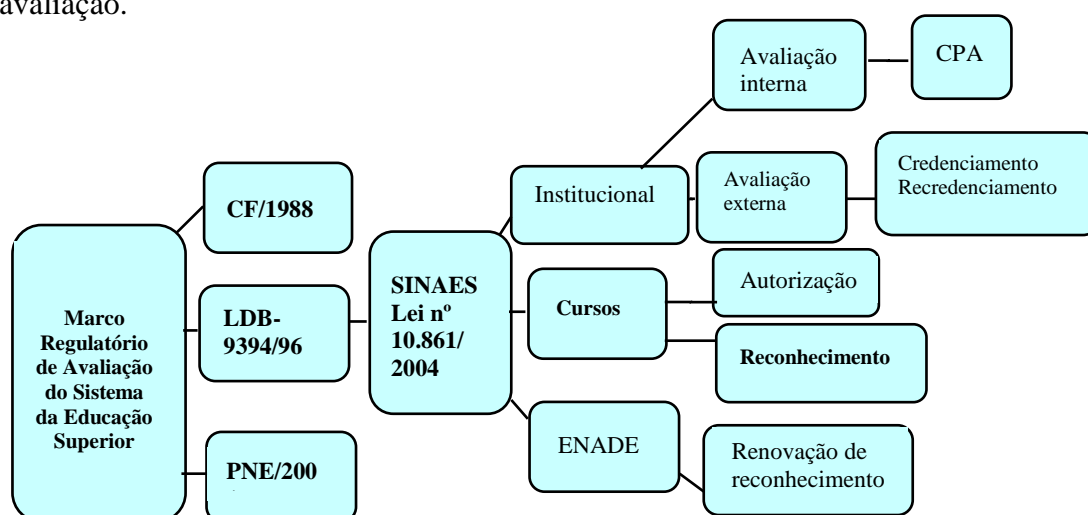 avaliação.
Avaliação
interna
CPA
Credenciamento
Recredenciamento
Institucional
Avaliação
externa
CF/1988
Autorização
SINAES
Lei nº
10.861/
2004
Cursos
LDB-
9394/96
Marco
Regulatório
de Avaliação
do Sistema
da Educação
Superior
Reconhecimento
ENADE
Renovação de
reconhecimento
PNE/200